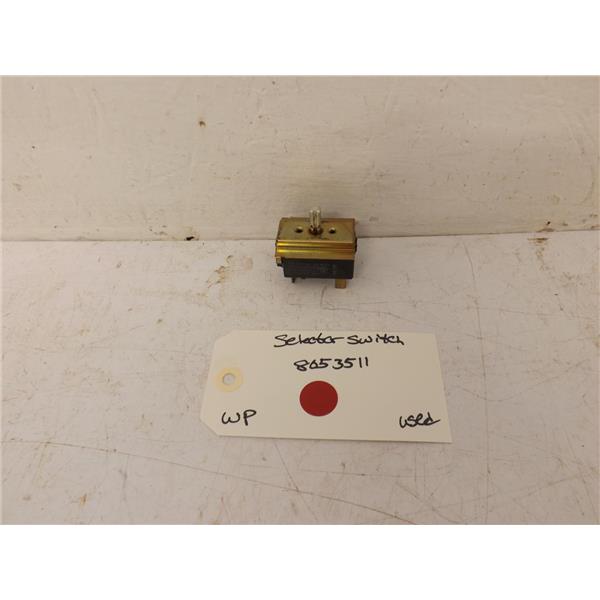 Selector Switch
8053511
WP
used